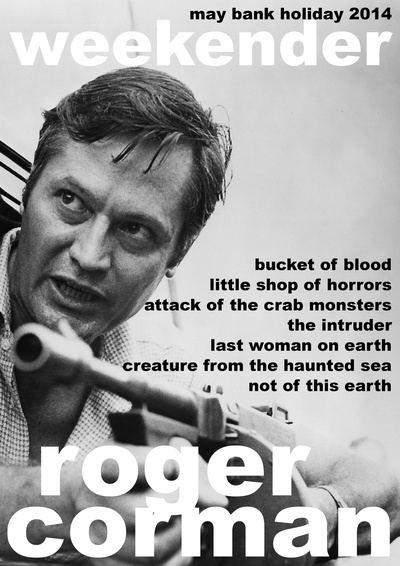 may bank holiday 2014
weekender
bucket of blood
little shop of horrors
attack of the crab monsters
the intruder
last woman on earth
creature from the haunted sea
not of this earth
roger
corman